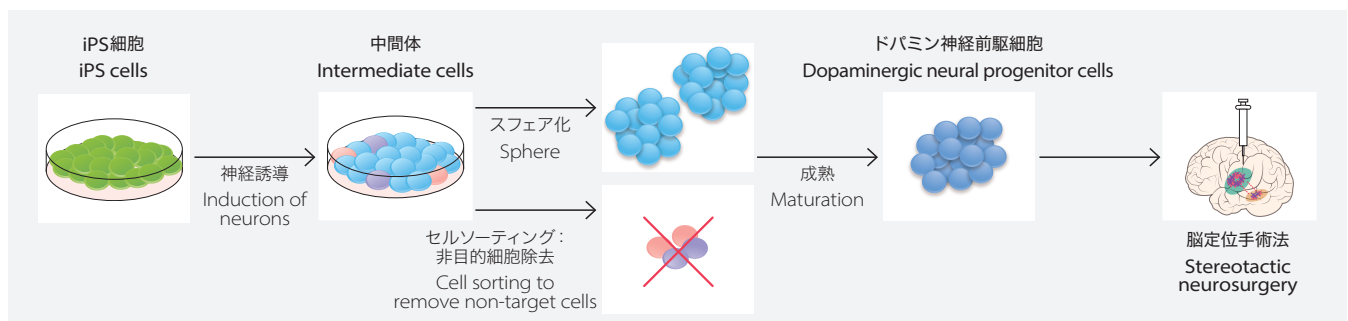 iPS細胞
iPS cells
神経誘導
Induction of
neurons
中間体
Intermediate cells
スフェア化
Sphere
セルソーティング：
非目的細胞除去
Cell sorting to
remove non-target cells
ドパミン神経前駆細胞
Dopaminergic neural progenitor cells
成熟
Maturation
脳定位手術法
Stereotactic
neurosurgery